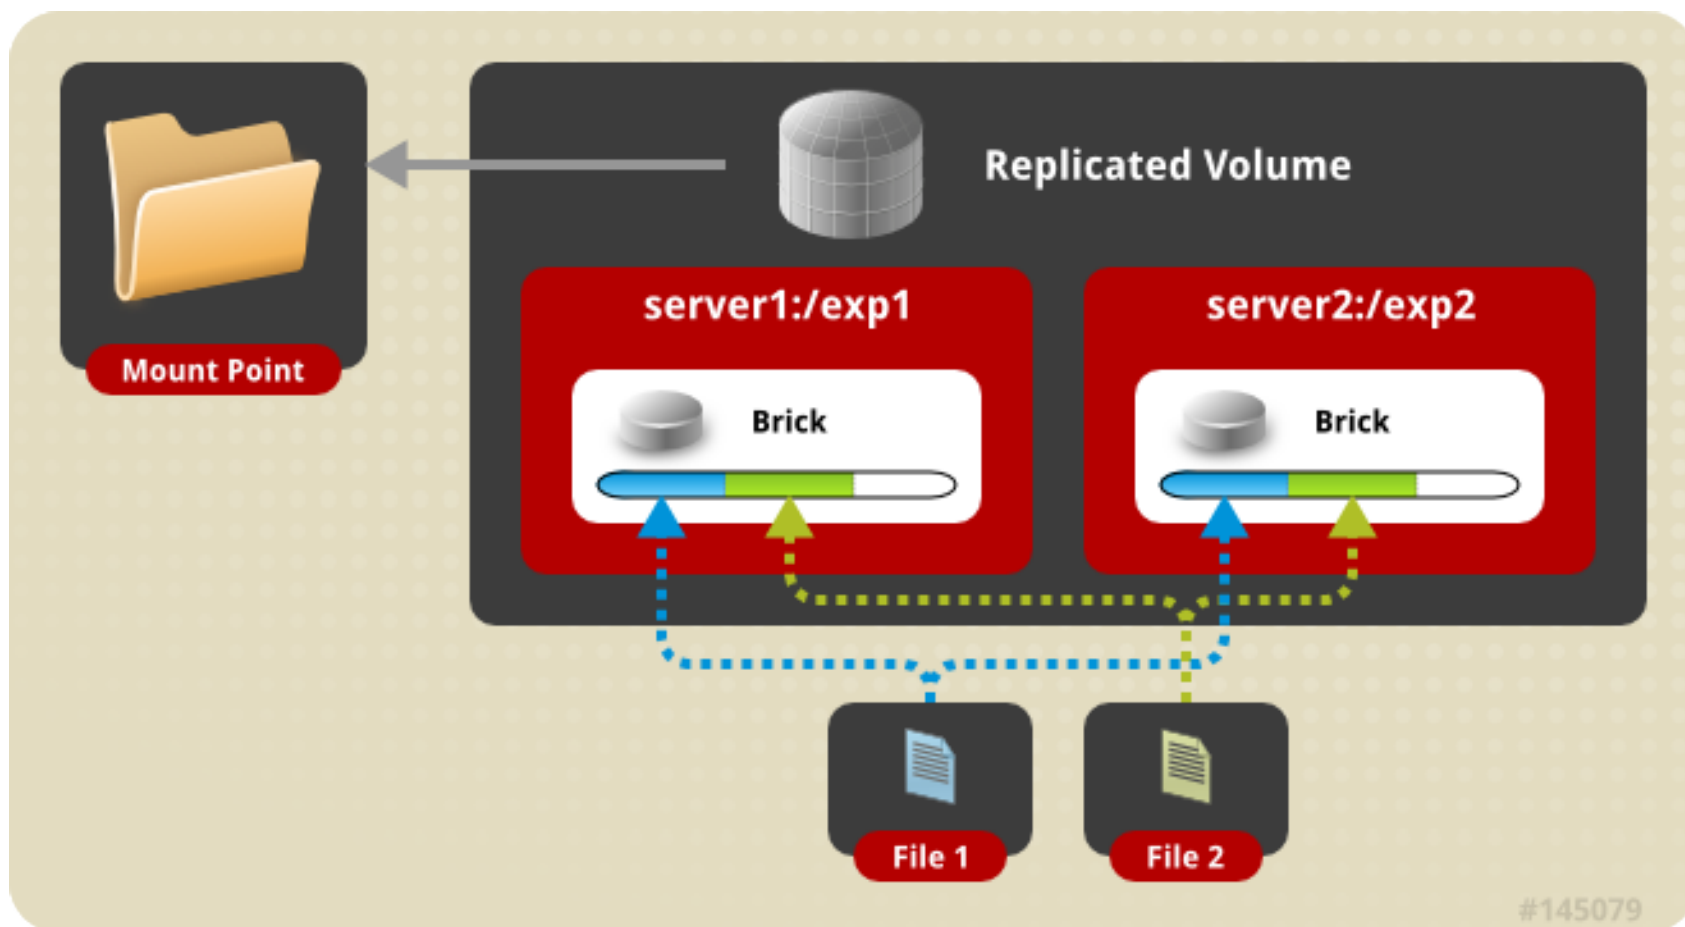 Replicated Volume
Mount Point
server1:/exp1
server2:/exp2
Brick
Brick
File 1
File 2
#145079